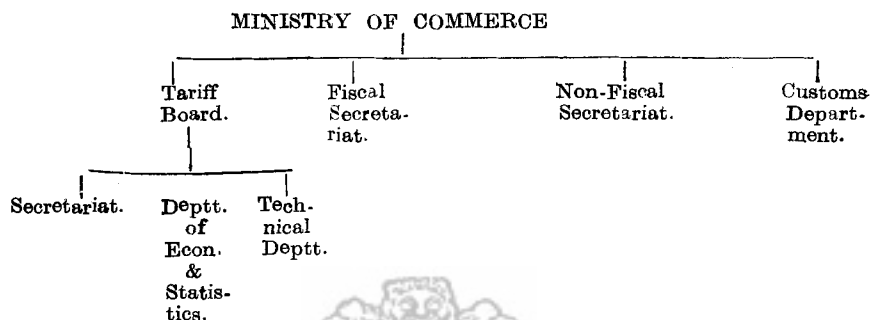 MINISTRY OF COMMERCE
Tariff Board.
Fiscal Secreta-
riat.
Non-Fiscal
Secretariat.
Customs
Depart-
ment.
Secretariat.
Deptt.
of
Econ.
&
Statis-
tics.
Tech-
nical
Deptt.